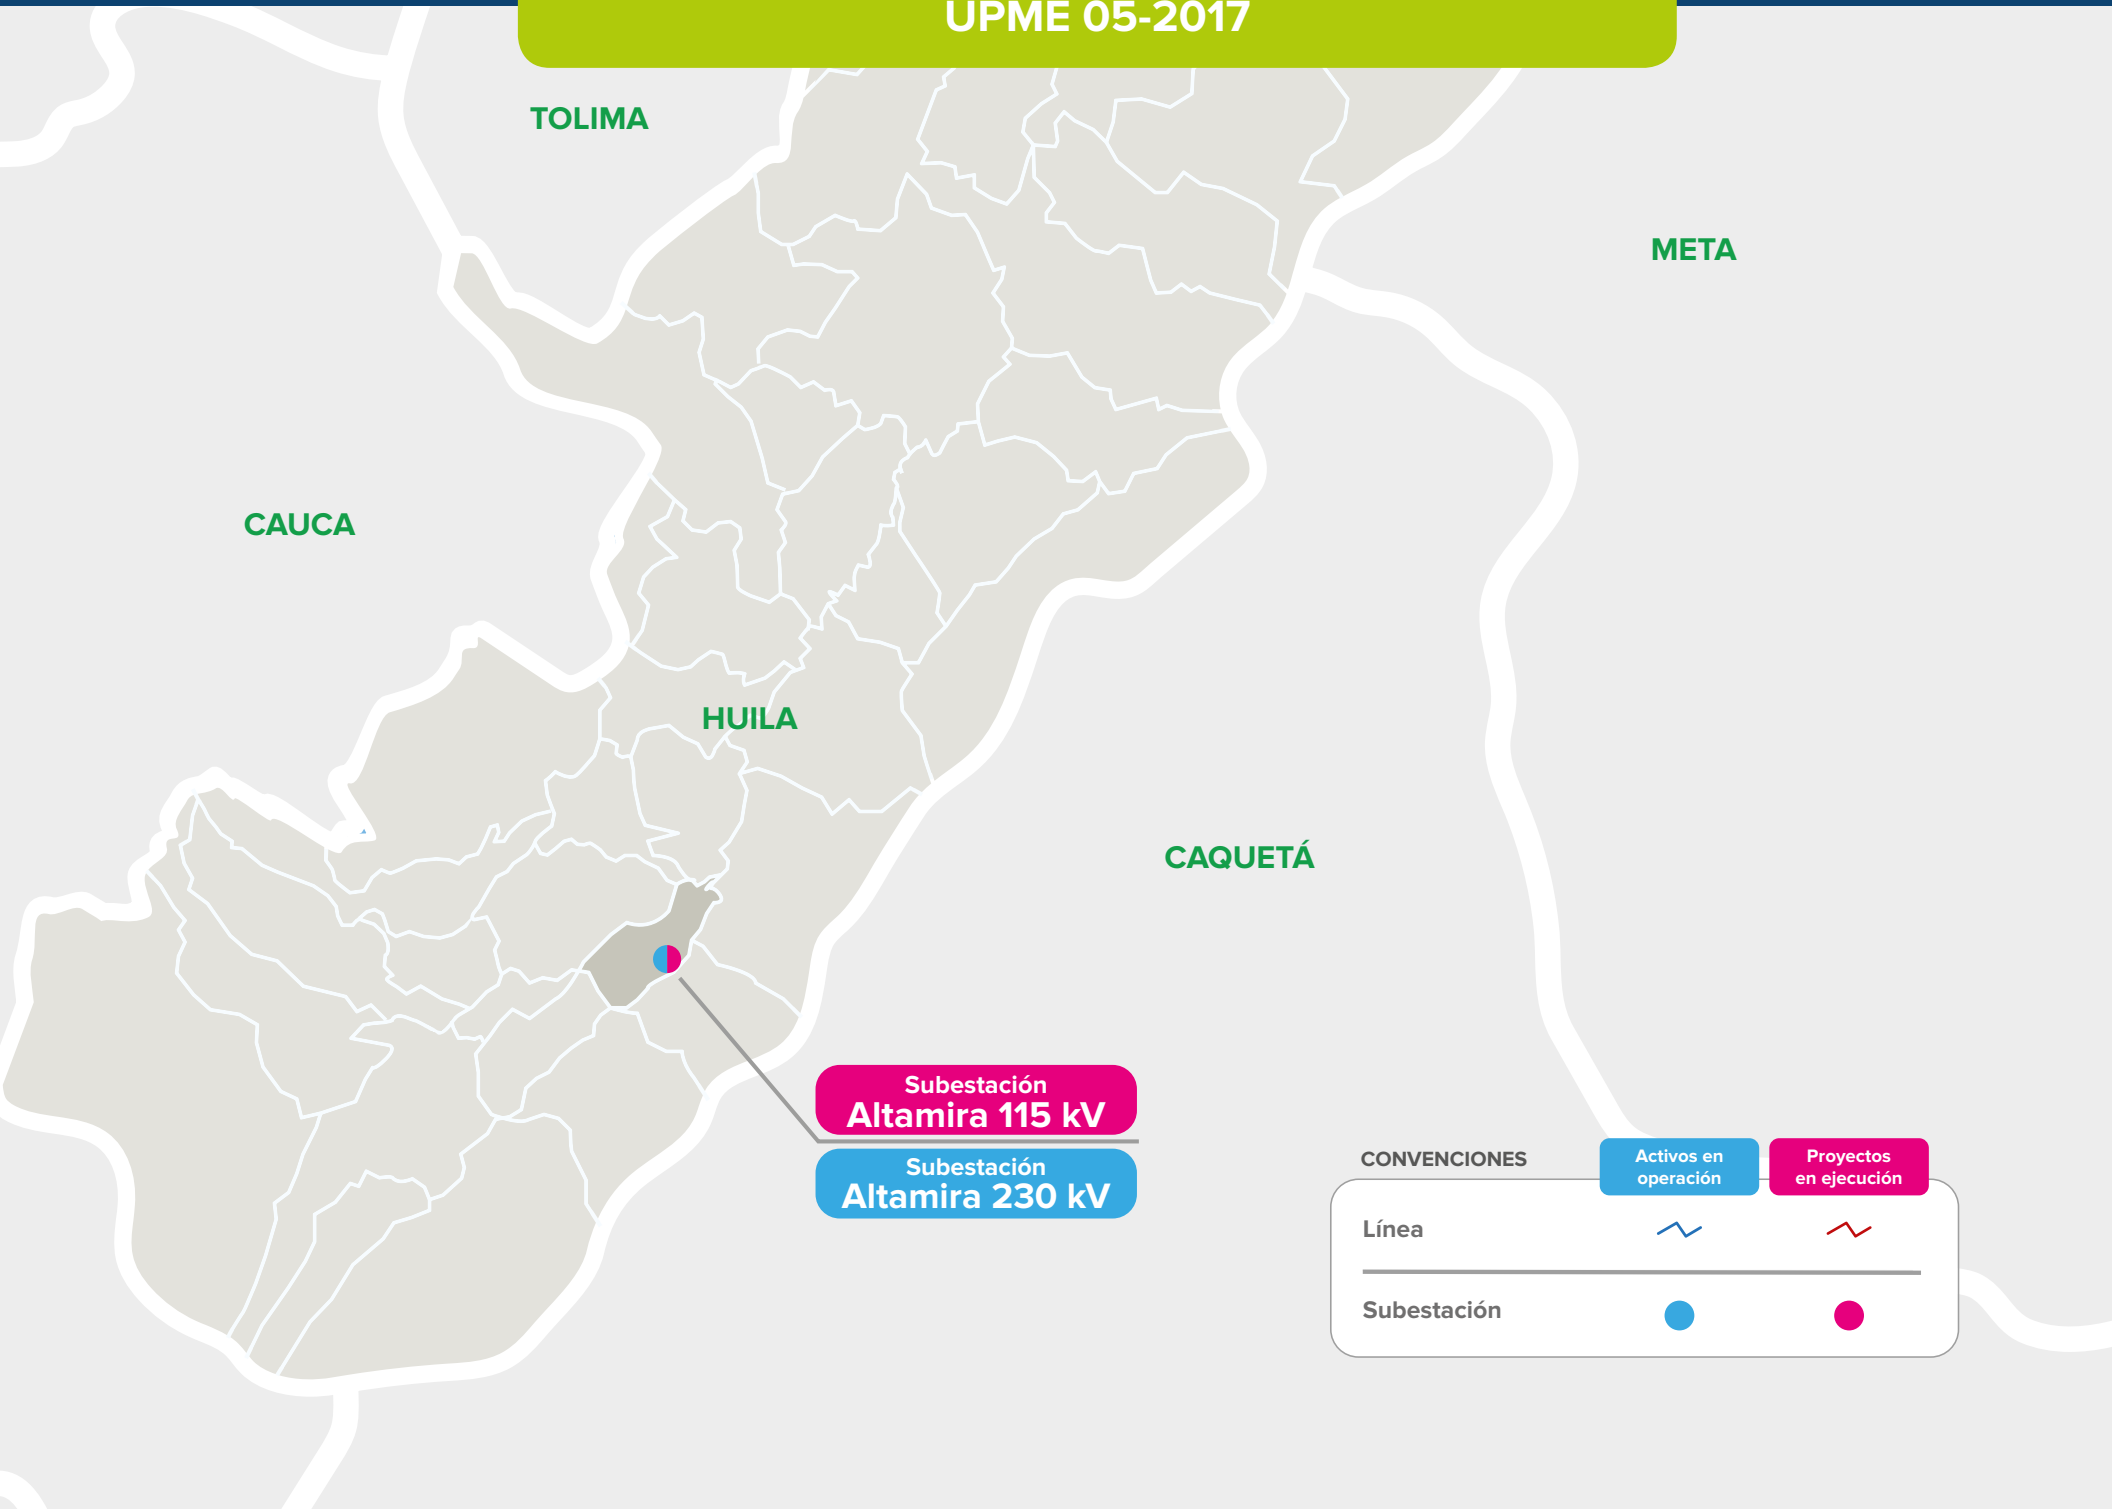 UPME 05-2017
TOLIMA
META
CAUCA
HUILA
CAQUETÁ
Subestación
Altamira 115 kV
Subestación
Altamira 230 kV
CONVENCIONES
Activos en
operación
Proyectos
en ejecución
Línea
Subestación